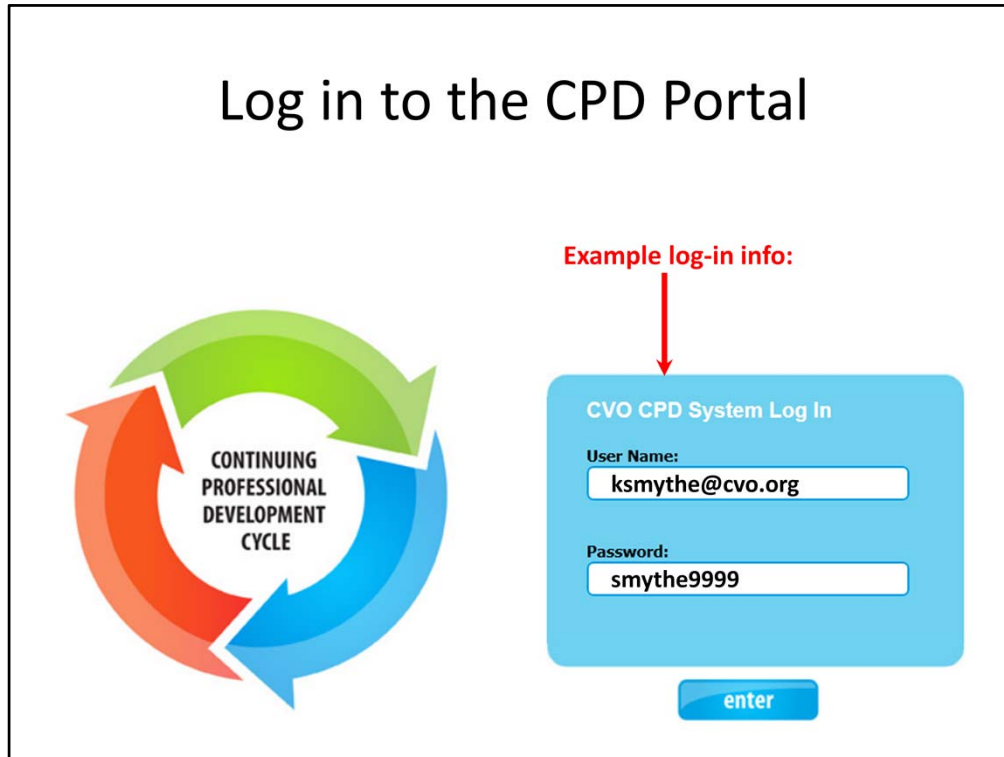 Log in to the CPD Portal
Example log-in info:
CONTINUING
PROFESSIONAL
DEVELOPMENT
CYCLE
CVO CPD System Log In
User Name:
ksmythe@cvo.org
Password:
smythe9999
enter